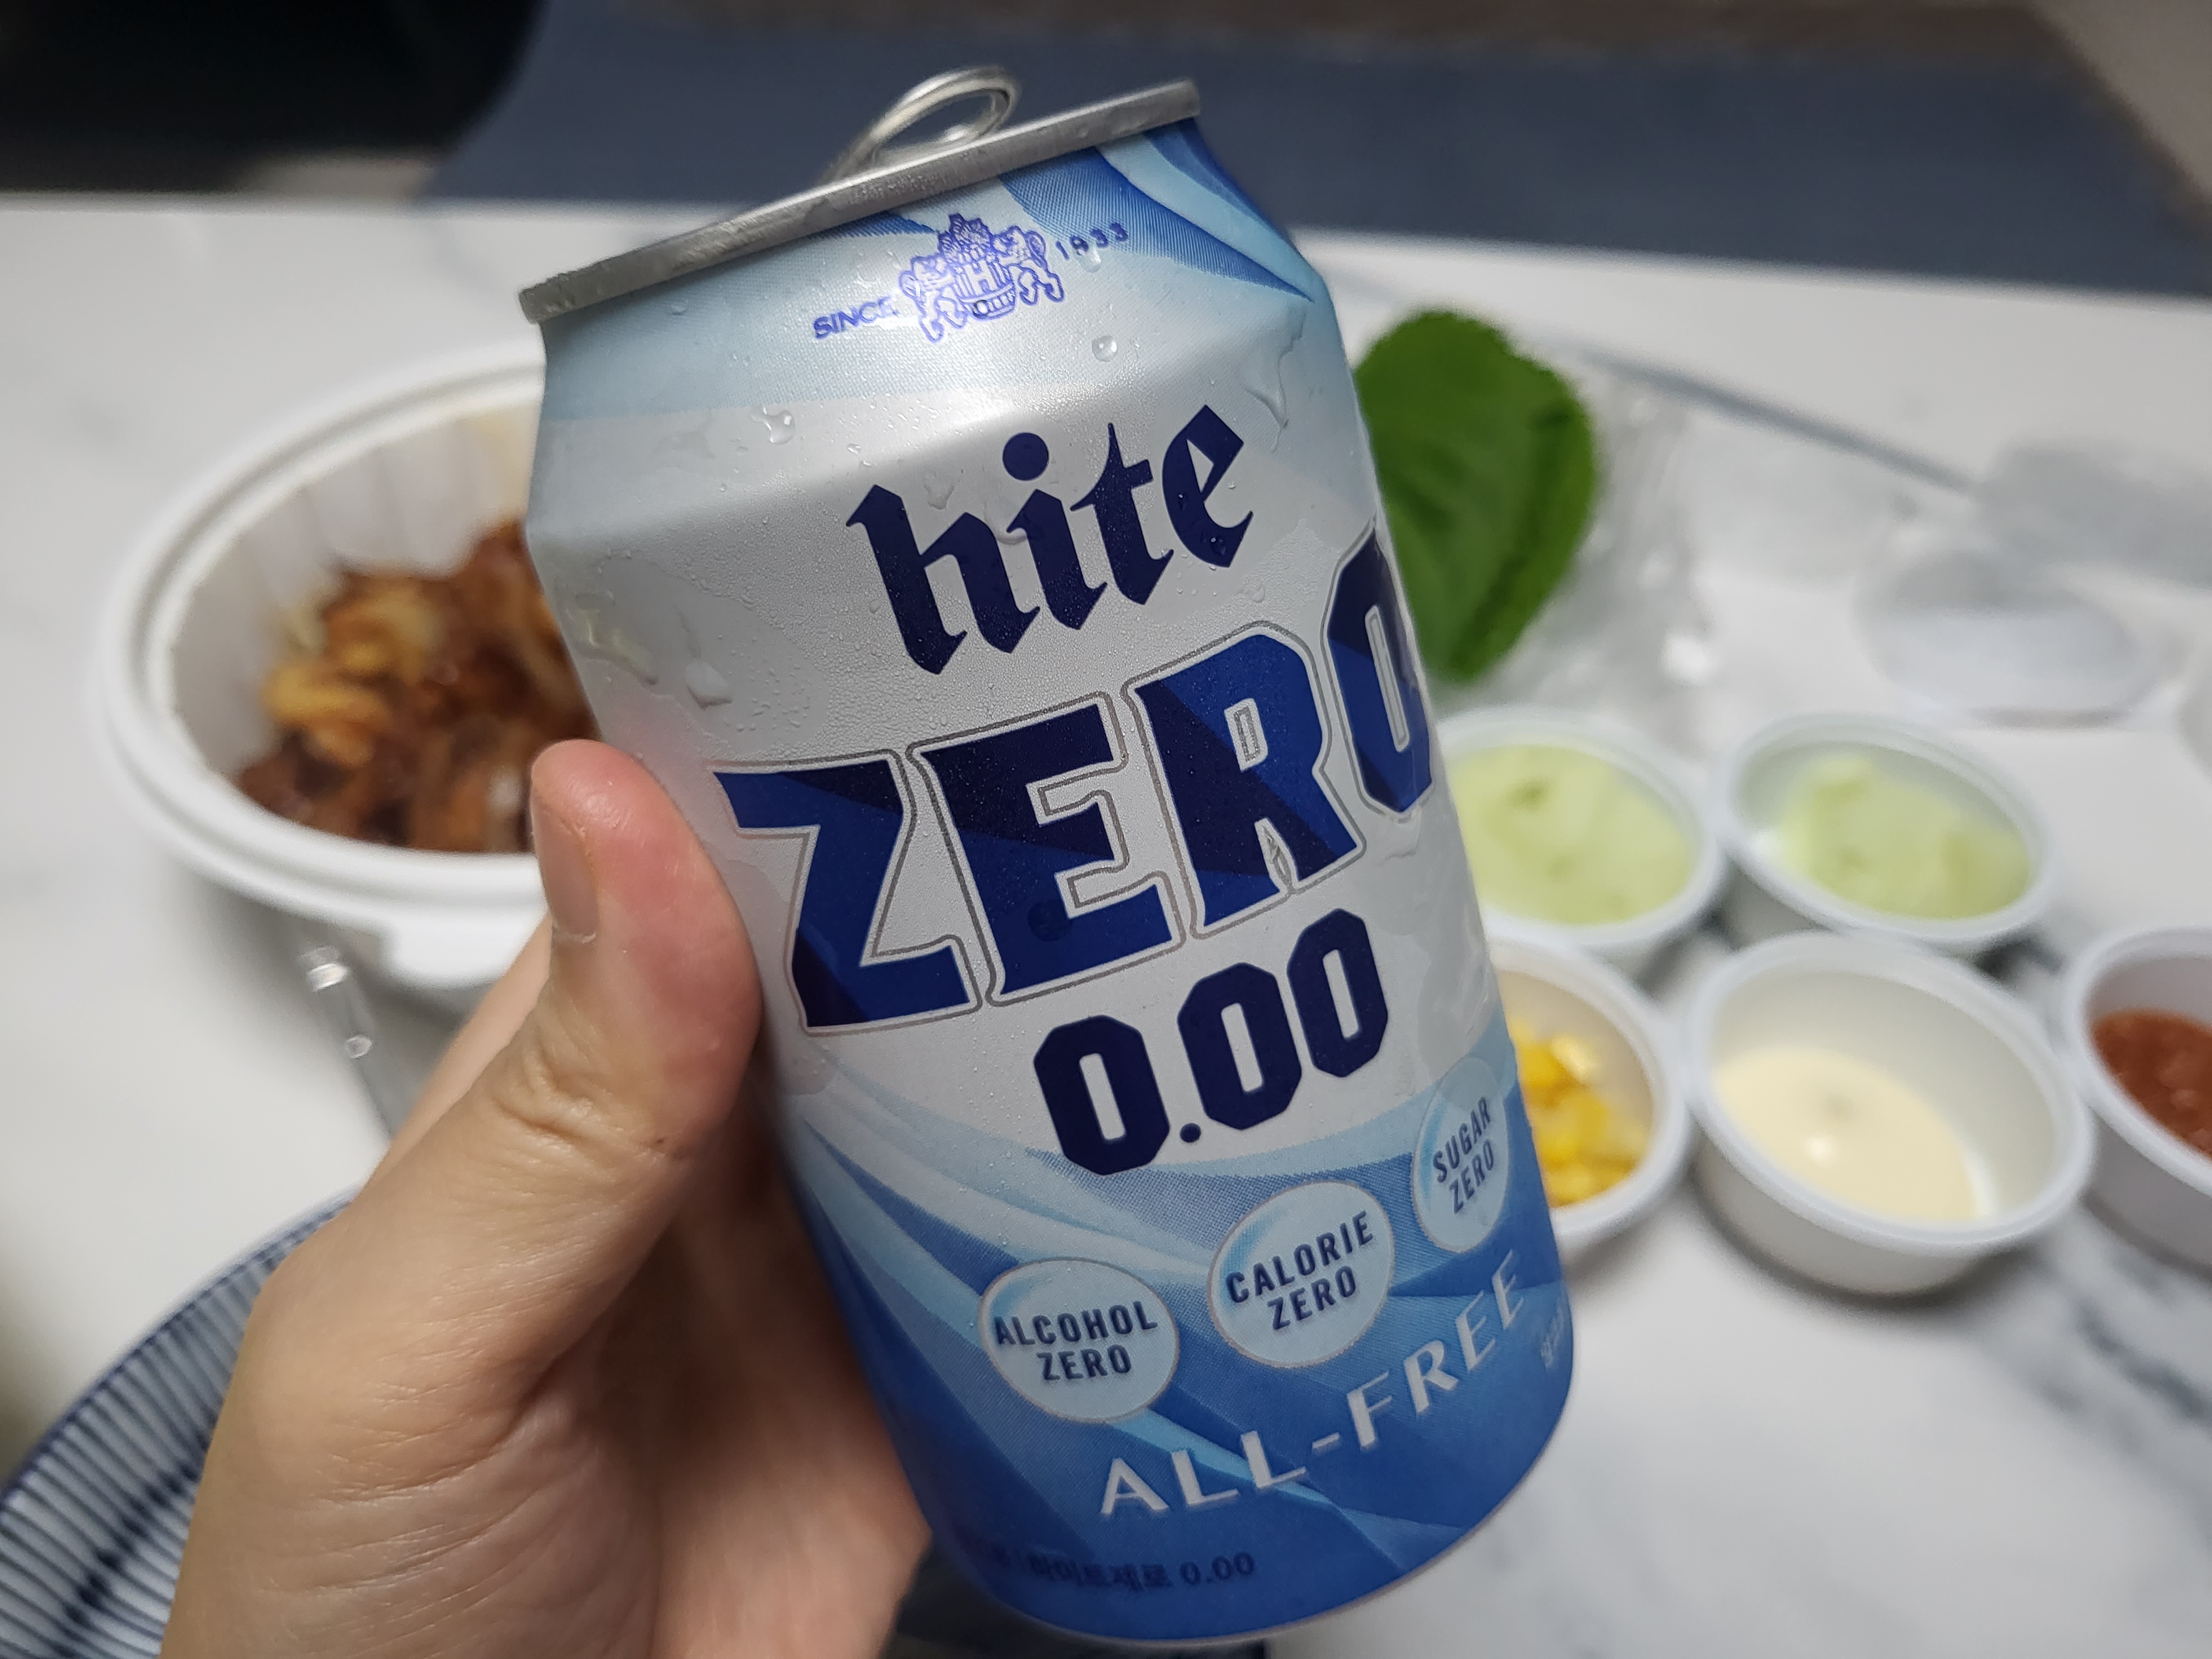 SINCE 1933
hite
ZERO
0.00
ALCOHOL
ZERO
CALORIE
ZERO
SUGAR
ZERO
ALL-FREE
하이트제로 0.00